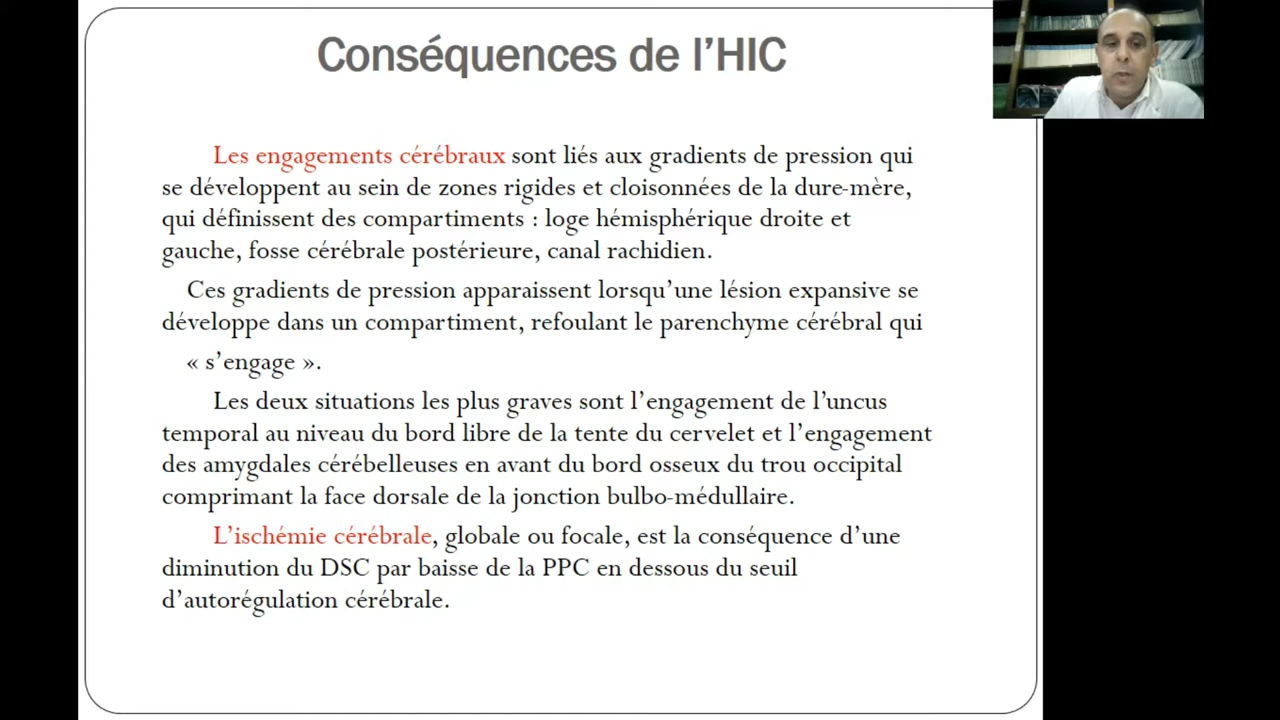 Conséquences de l’HIC
Les engagements cérébraux sont liés aux gradients de pression qui
se développent au sein de zones rigides et cloisonnées de la dure-mère,
qui définissent des compartiments : loge hémisphérique droite et
gauche, fosse cérébrale postérieure, canal rachidien.
Ces gradients de pression apparaissent lorsqu’une lésion expansive se
développe dans un compartiment, refoulant le parenchyme cérébral qui
« s’engage ».
Les deux situations les plus graves sont l’engagement de l’uncus
temporal au niveau du bord libre de la tente du cervelet et l’engagement
des amygdales cérébelleuses en avant du bord osseux du trou occipital
comprimant la face dorsale de la jonction bulbo-médullaire.
L’ischémie cérébrale, globale ou focale, est la conséquence d’une
diminution du DSC par baisse de la PPC en dessous du seuil
d’autorégulation cérébrale.